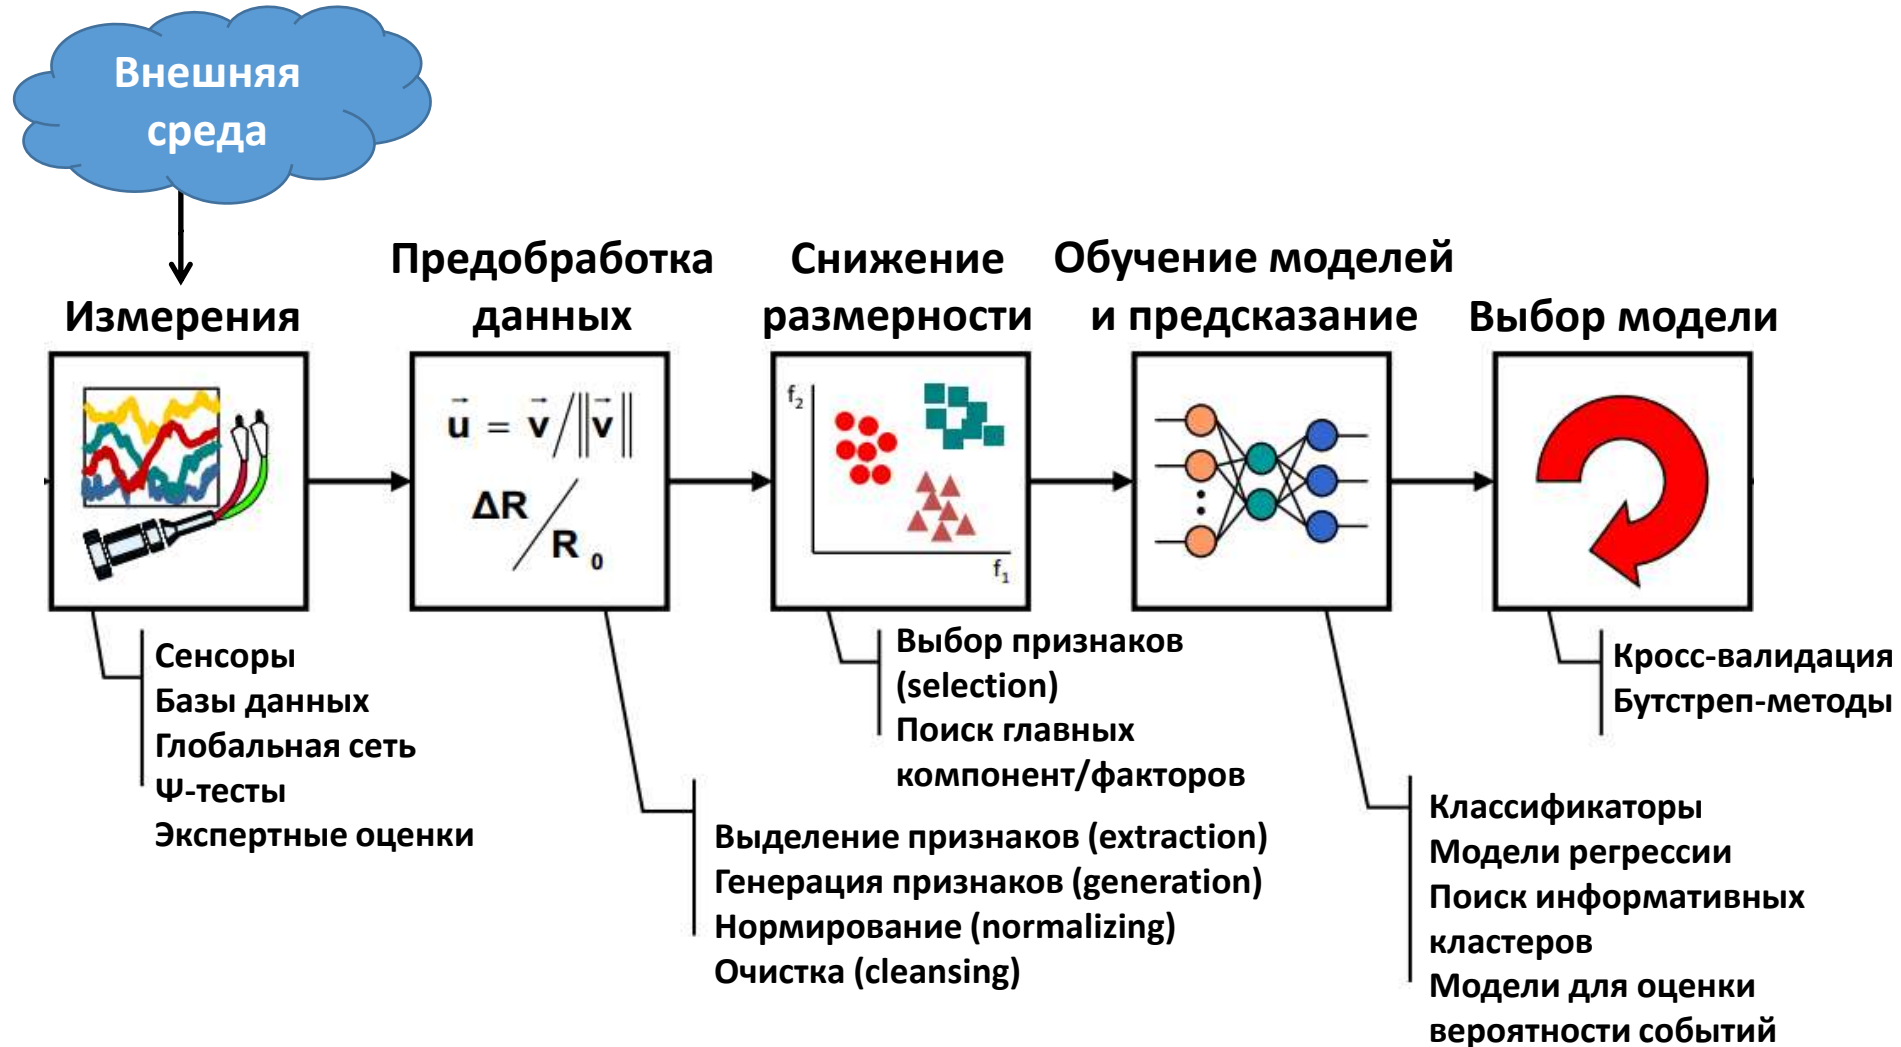 Внешняя
среда
Измерения
Предобработка
данных
Снижение
размерности
Обучение моделей
и предсказание
Выбор модели
u = v / ||v||
ΔR / R 0
f2
f1
Сенсоры
Базы данных
Глобальная сеть
Ψ-тесты
Экспертные оценки
Выделение признаков (extraction)
Генерация признаков (generation)
Нормирование (normalizing)
Очистка (cleansing)
Выбор признаков
(selection)
Поиск главных
компонент/факторов
Классификаторы
Модели регрессии
Поиск информативных
кластеров
Модели для оценки
вероятности событий
Кросс-валидация
Бутстреп-методы